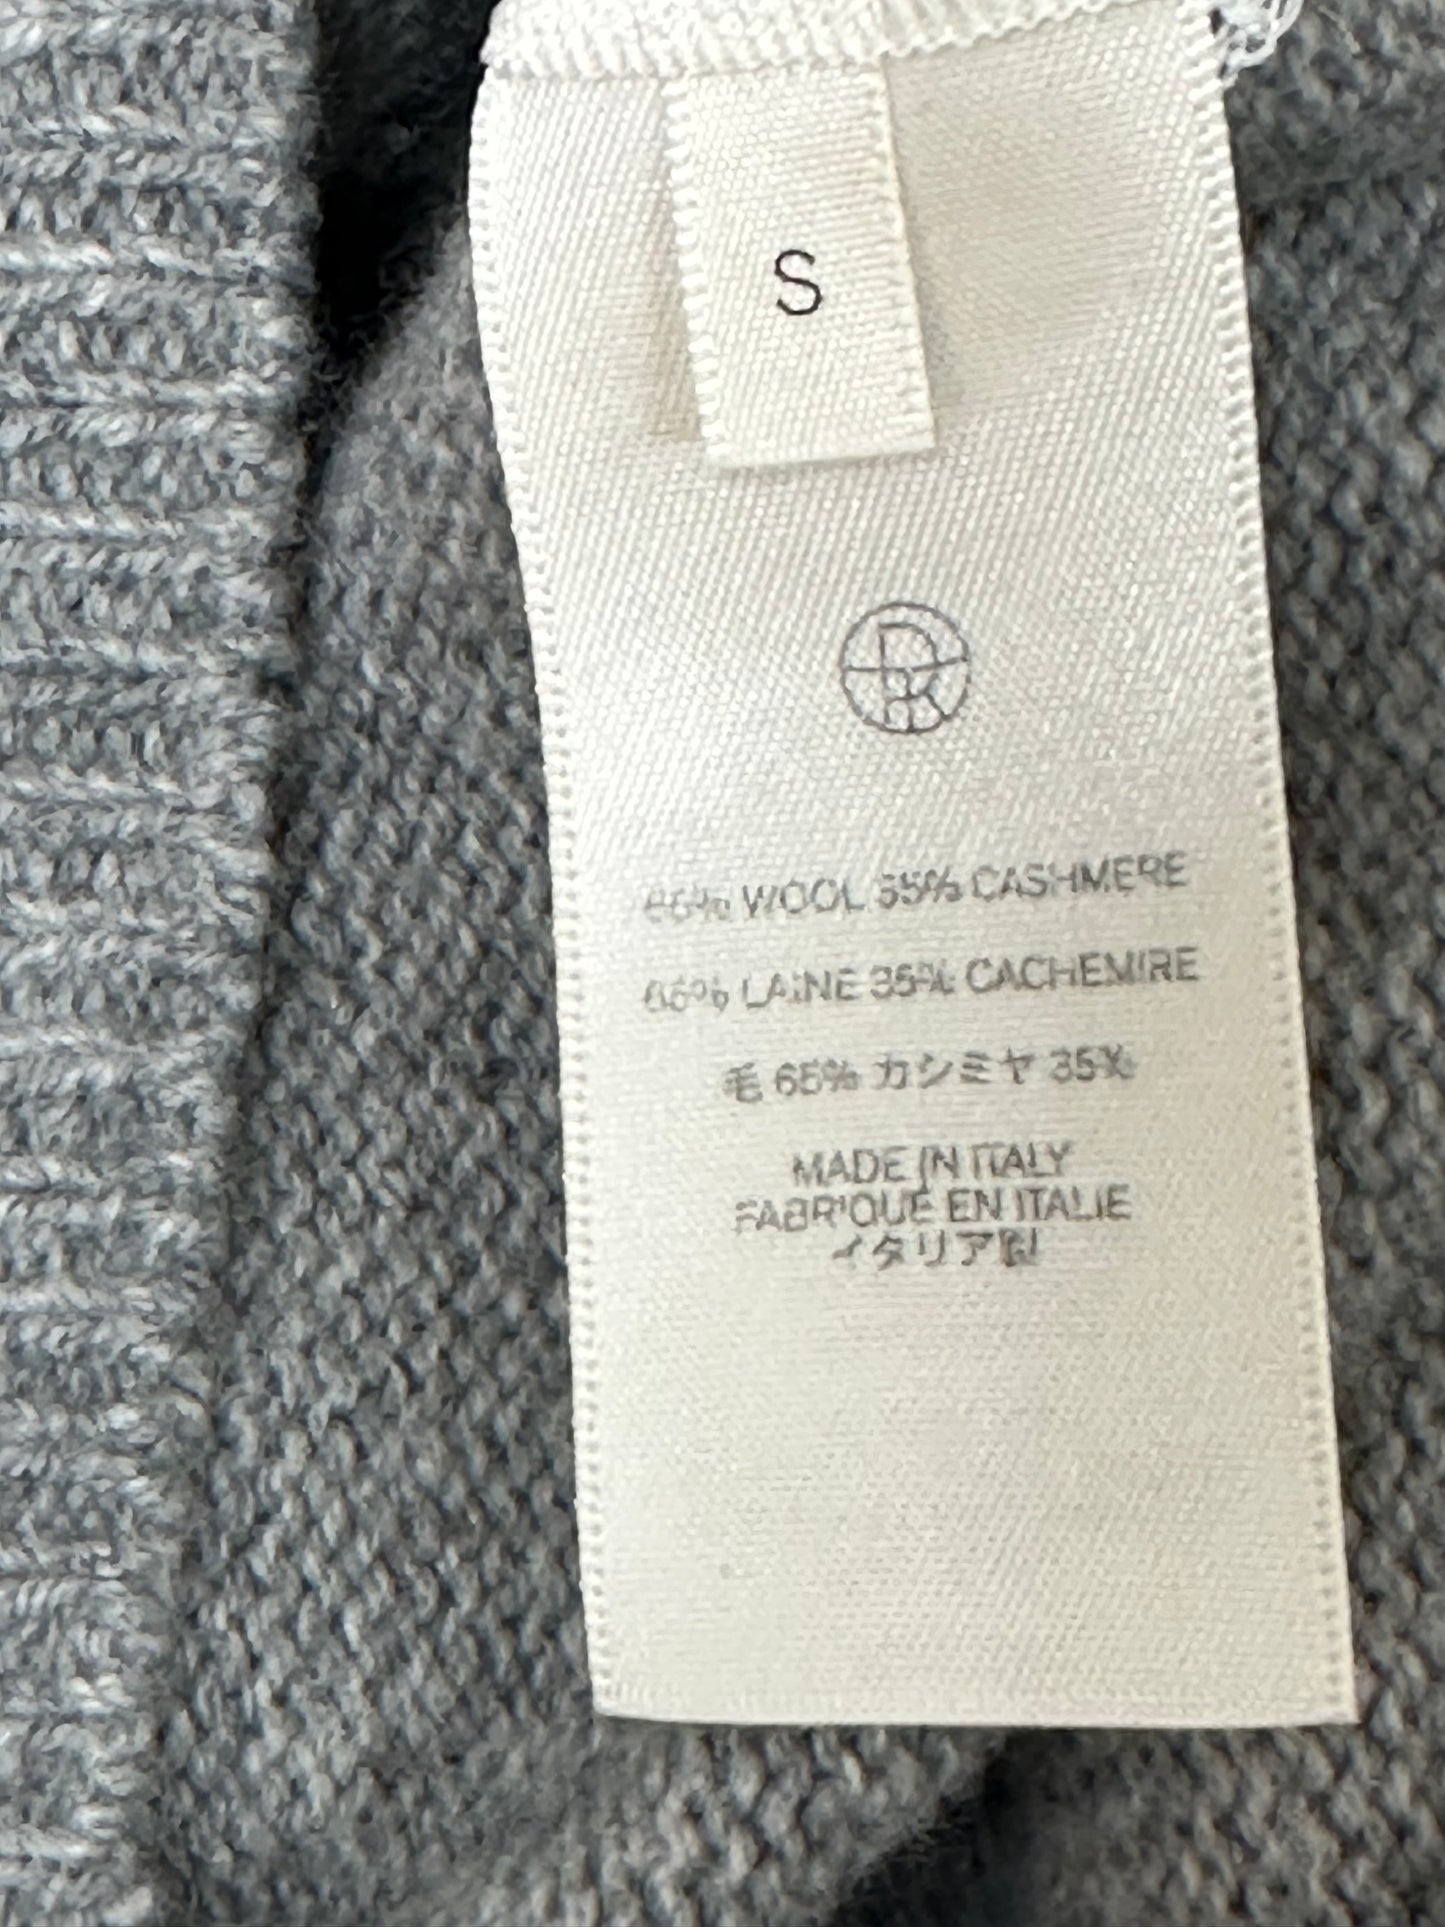 S
65% WOOL 35% CASHMERE
65% LAINE 35% CACHEMIRE
毛 65% カシミヤ 35%
MADE IN ITALY
FABRIQUÉ EN ITALIE
イタリア製